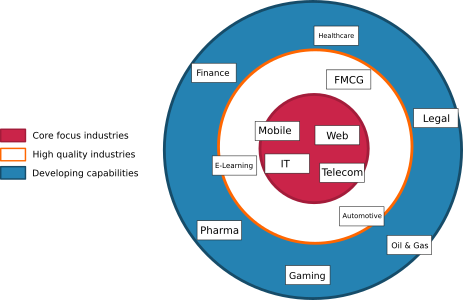 Healthcare
Finance
FMCG
Legal
Mobile
Web
Core focus industries
High quality industries
E-Learning
IT
Telecom
Developing capabilities
Automotive
Pharma
Oil & Gas
Gaming